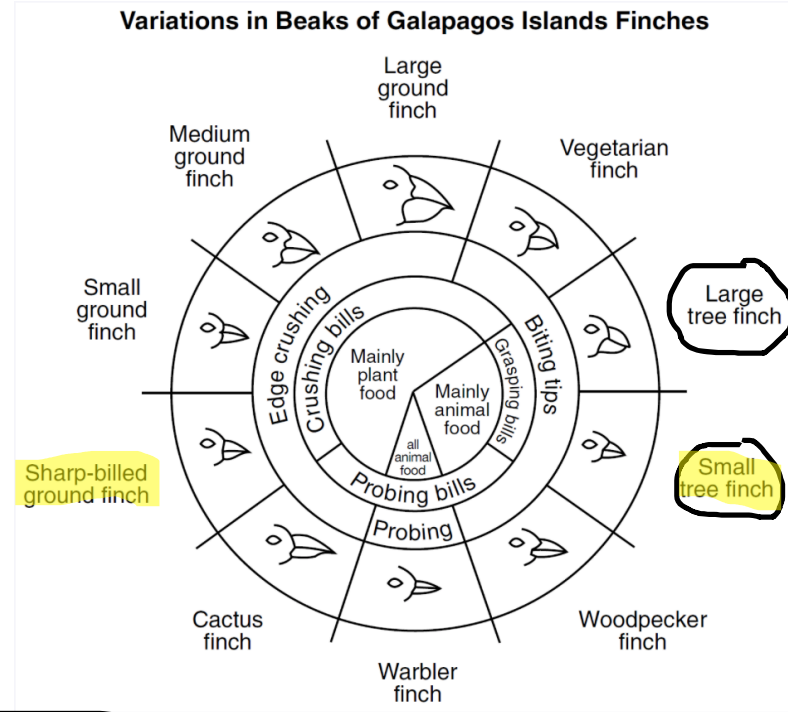 Variations in Beaks of Galapagos Islands Finches
Large
ground
finch
Medium
ground
finch
Vegetarian
finch
Small
ground
finch
Large
tree finch
Edge crushing
Crushing bills
Biting tips
Grasping bills
Mainly
plant
food
Mainly
animal
food
all
animal
food
Probing bills
Probing
Sharp-billed
ground finch
Small
tree finch
Cactus
finch
Woodpecker
finch
Warbler
finch